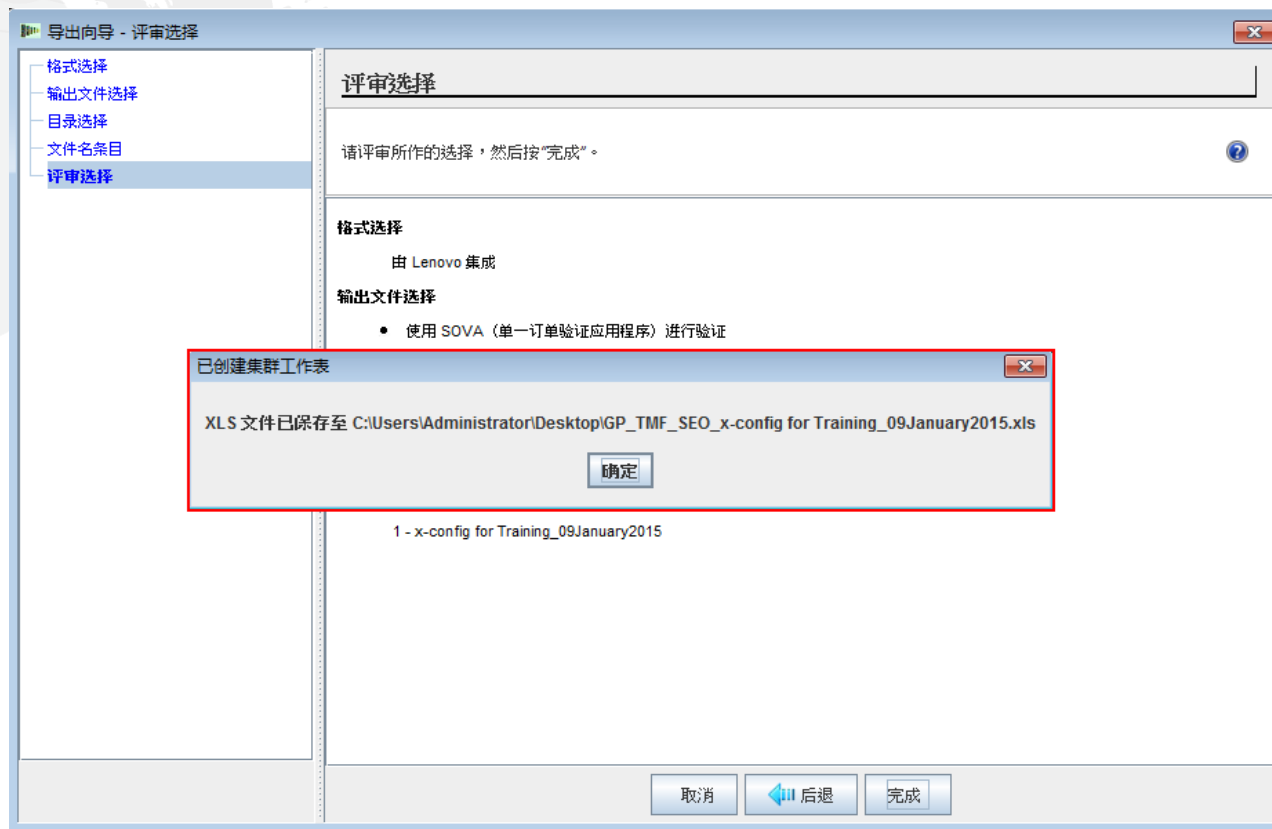 导出向导 - 评审选择
格式选择
输出文件选择
目录选择
文件名条目
评审选择
评审选择
请评审所作的选择，然后按“完成”。
格式选择
由 Lenovo 集成
输出文件选择
• 使用 SOVA（单一订单验证应用程序）进行验证
已创建集群工作表
XLS 文件已保存至 C:\Users\Administrator\Desktop\GP_TMF_SEO_x-config for Training_09January2015.xls
确定
1 - x-config for Training_09January2015
取消
后退
完成